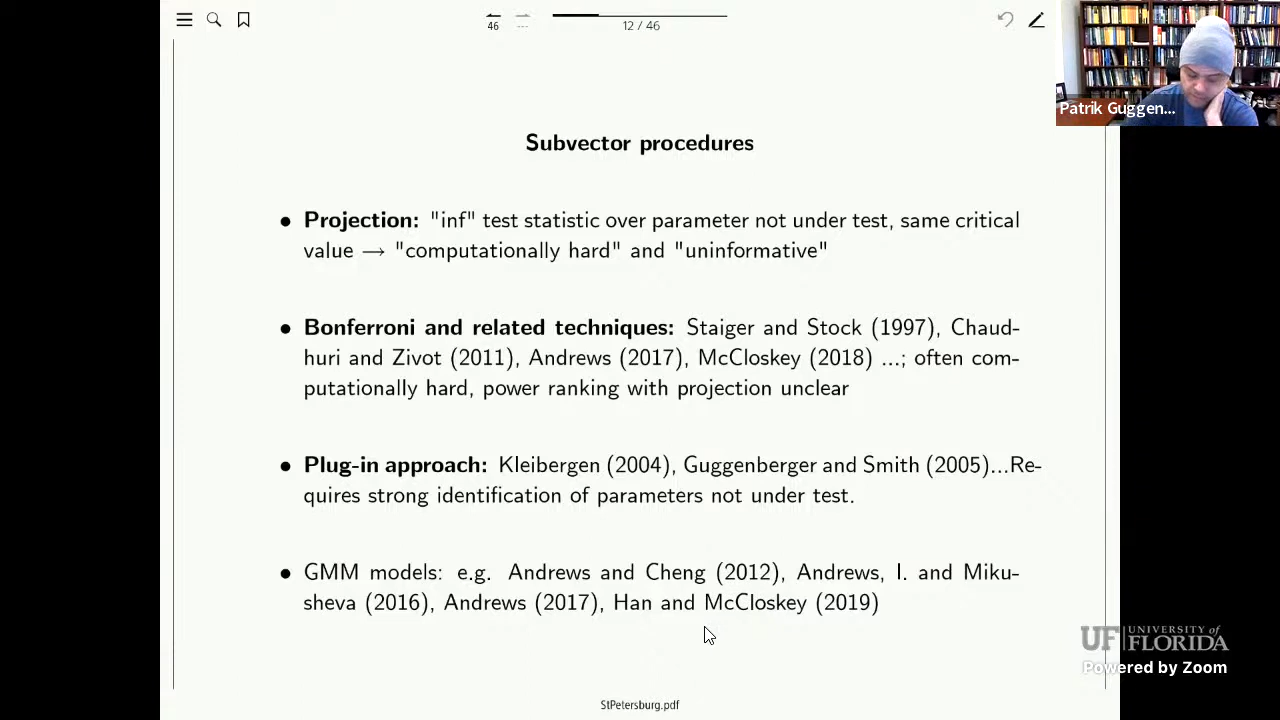 46
---
12 / 46
Patrik Guggen...
Subvector procedures
• Projection: "inf" test statistic over parameter not under test, same critical
value → "computationally hard" and "uninformative"
• Bonferroni and related techniques: Staiger and Stock (1997), Chaud-
huri and Zivot (2011), Andrews (2017), McCloskey (2018) ...; often com-
putationally hard, power ranking with projection unclear
• Plug-in approach: Kleibergen (2004), Guggenberger and Smith (2005)...Re-
quires strong identification of parameters not under test.
• GMM models: e.g. Andrews and Cheng (2012), Andrews, I. and Miku-
sheva (2016), Andrews (2017), Han and McCloskey (2019)
UF UNIVERSITY of
FLORIDA
Powered by Zoom
StPetersburg.pdf